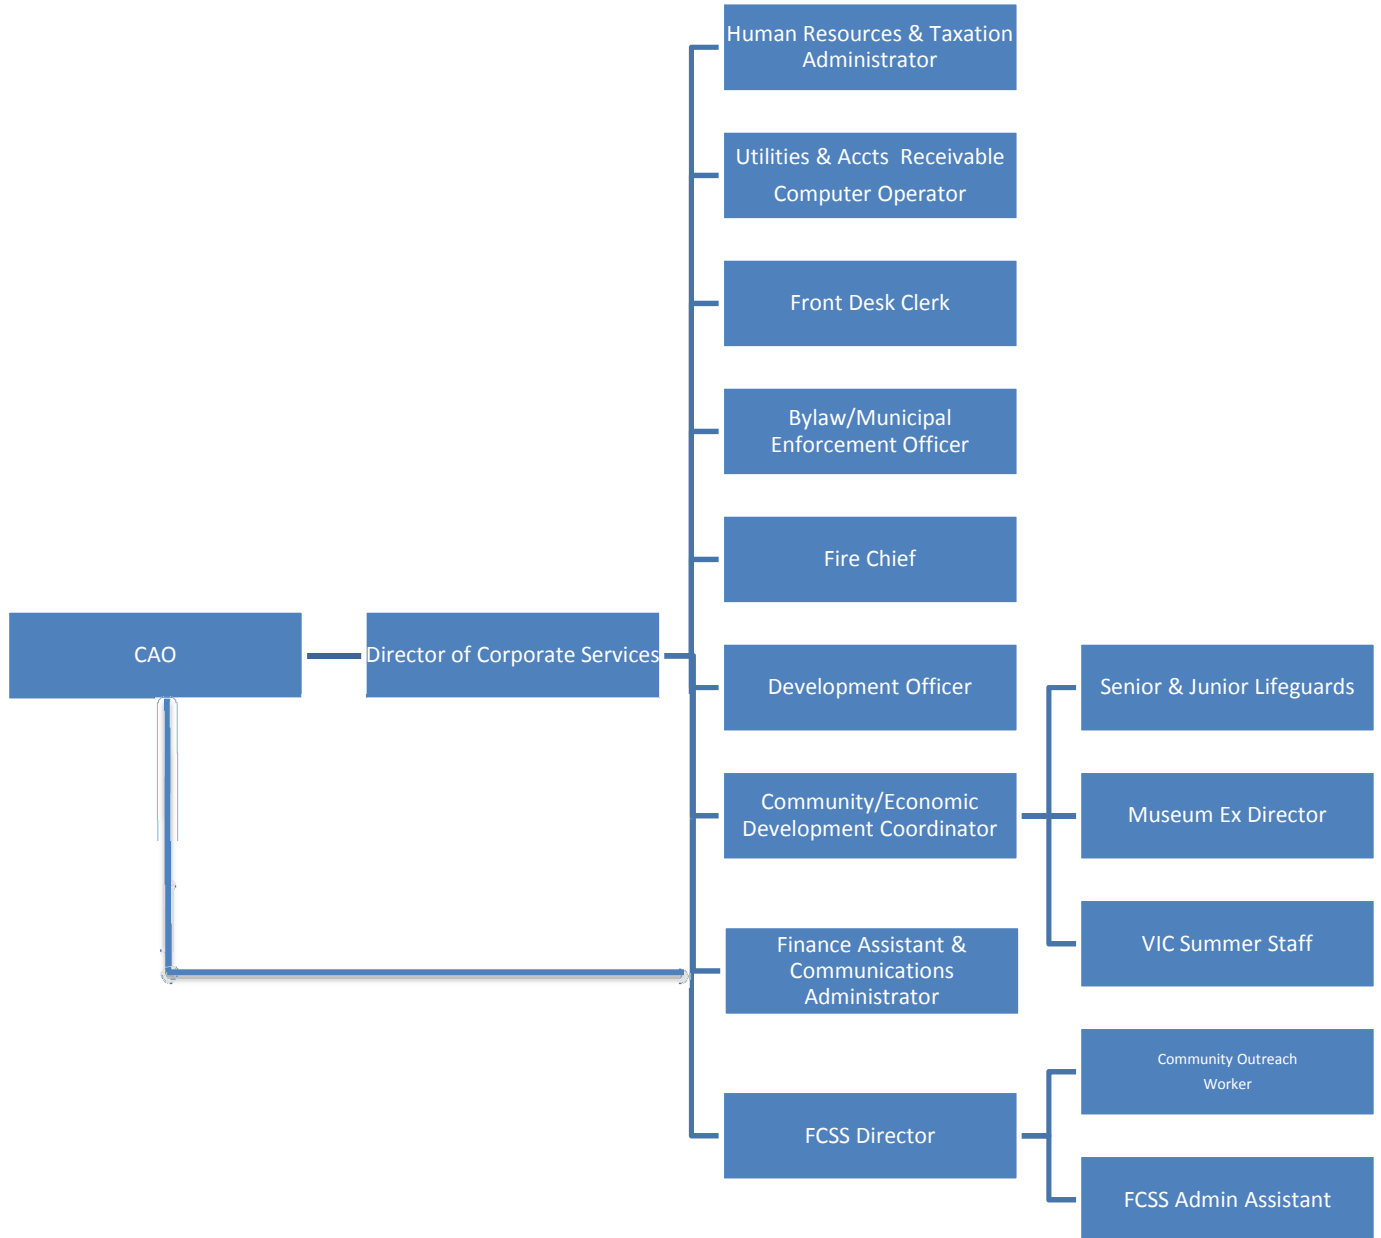 Human Resources & Taxation
Administrator
Utilities & Accts  Receivable
Computer Operator
Front Desk Clerk
Bylaw/Municipal
Enforcement Officer
Fire Chief
CAO
Director of Corporate Services
Development Officer
Senior & Junior Lifeguards
Community/Economic
Development Coordinator
Museum Ex Director
VIC Summer Staff
Finance Assistant &
Communications
Administrator
Community Outreach
Worker
FCSS Director
FCSS Admin Assistant